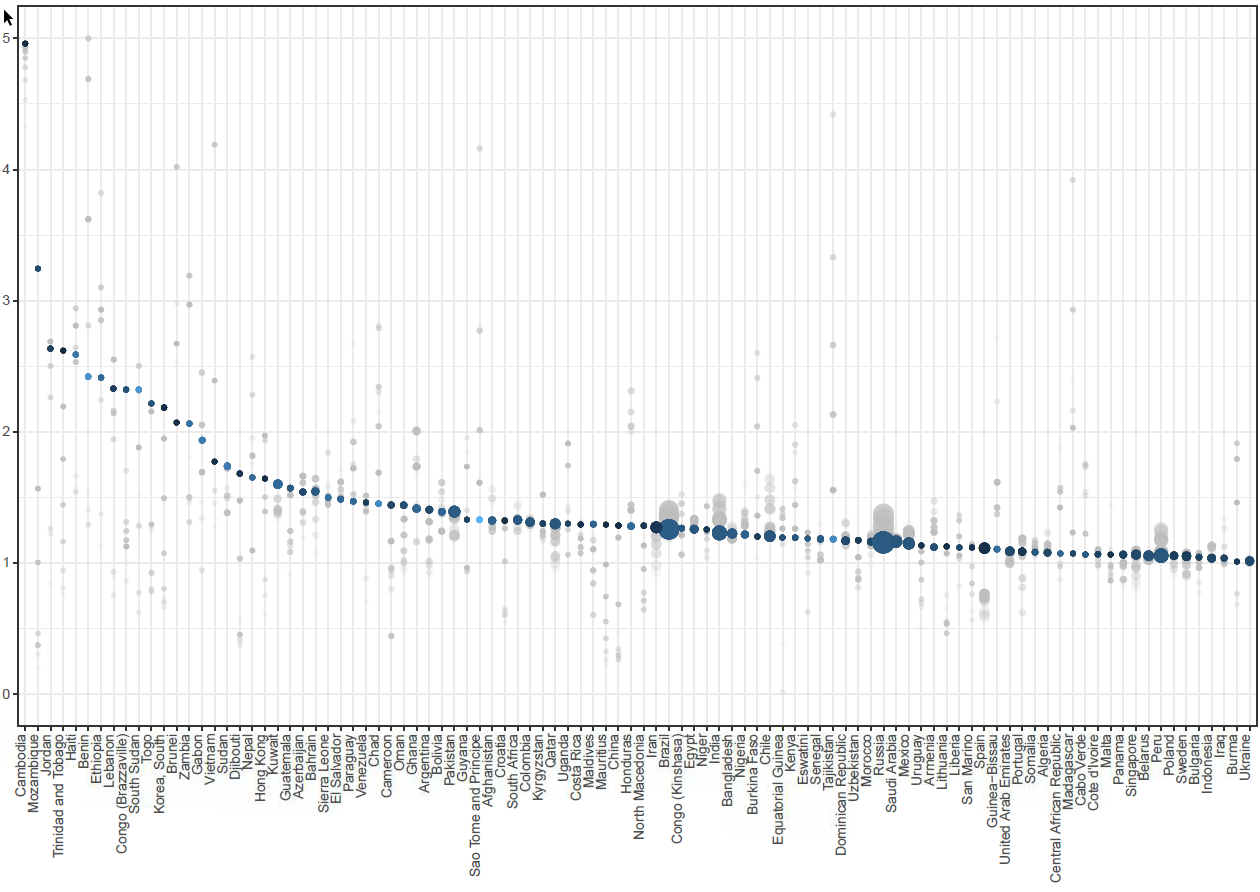 5
4
3
2
1
0
Cambodia
Mozambique
Jordan
Trinidad and Tobago
Haiti
Benin
Ethiopia
Lebanon
Congo (Brazzaville)
South Sudan
Togo
Korea, South
Brunei
Zambia
Gabon
Vietnam
Sudan
Djibouti
Nepal
Hong Kong
Kuwait
Guatemala
Azerbaijan
Bahrain
Sierra Leone
El Salvador
Paraguay
Venezuela
Chad
Cameroon
Oman
Ghana
Argentina
Bolivia
Pakistan
Guyana
Sao Tome and Principe
Afghanistan
Croatia
South Africa
Colombia
Kyrgyzstan
Qatar
Uganda
Costa Rica
Maldives
Mauritius
China
Honduras
North Macedonia
Iran
Brazil
Congo (Kinshasa)
Egypt
Niger
India
Bangladesh
Nigeria
Burkina Faso
Chile
Equatorial Guinea
Kenya
Eswatini
Senegal
Tajikistan
Dominican Republic
Uzbekistan
Morocco
Russia
Saudi Arabia
Mexico
Uruguay
Armenia
Lithuania
Liberia
San Marino
Spain
Guinea−Bissau
United Arab Emirates
Portugal
Somalia
Algeria
Central African Republic
Madagascar
Cabo Verde
Cote d'Ivoire
Malta
Panama
Singapore
Belarus
Peru
Poland
Sweden
Bulgaria
Indonesia
Iraq
Burma
Ukraine